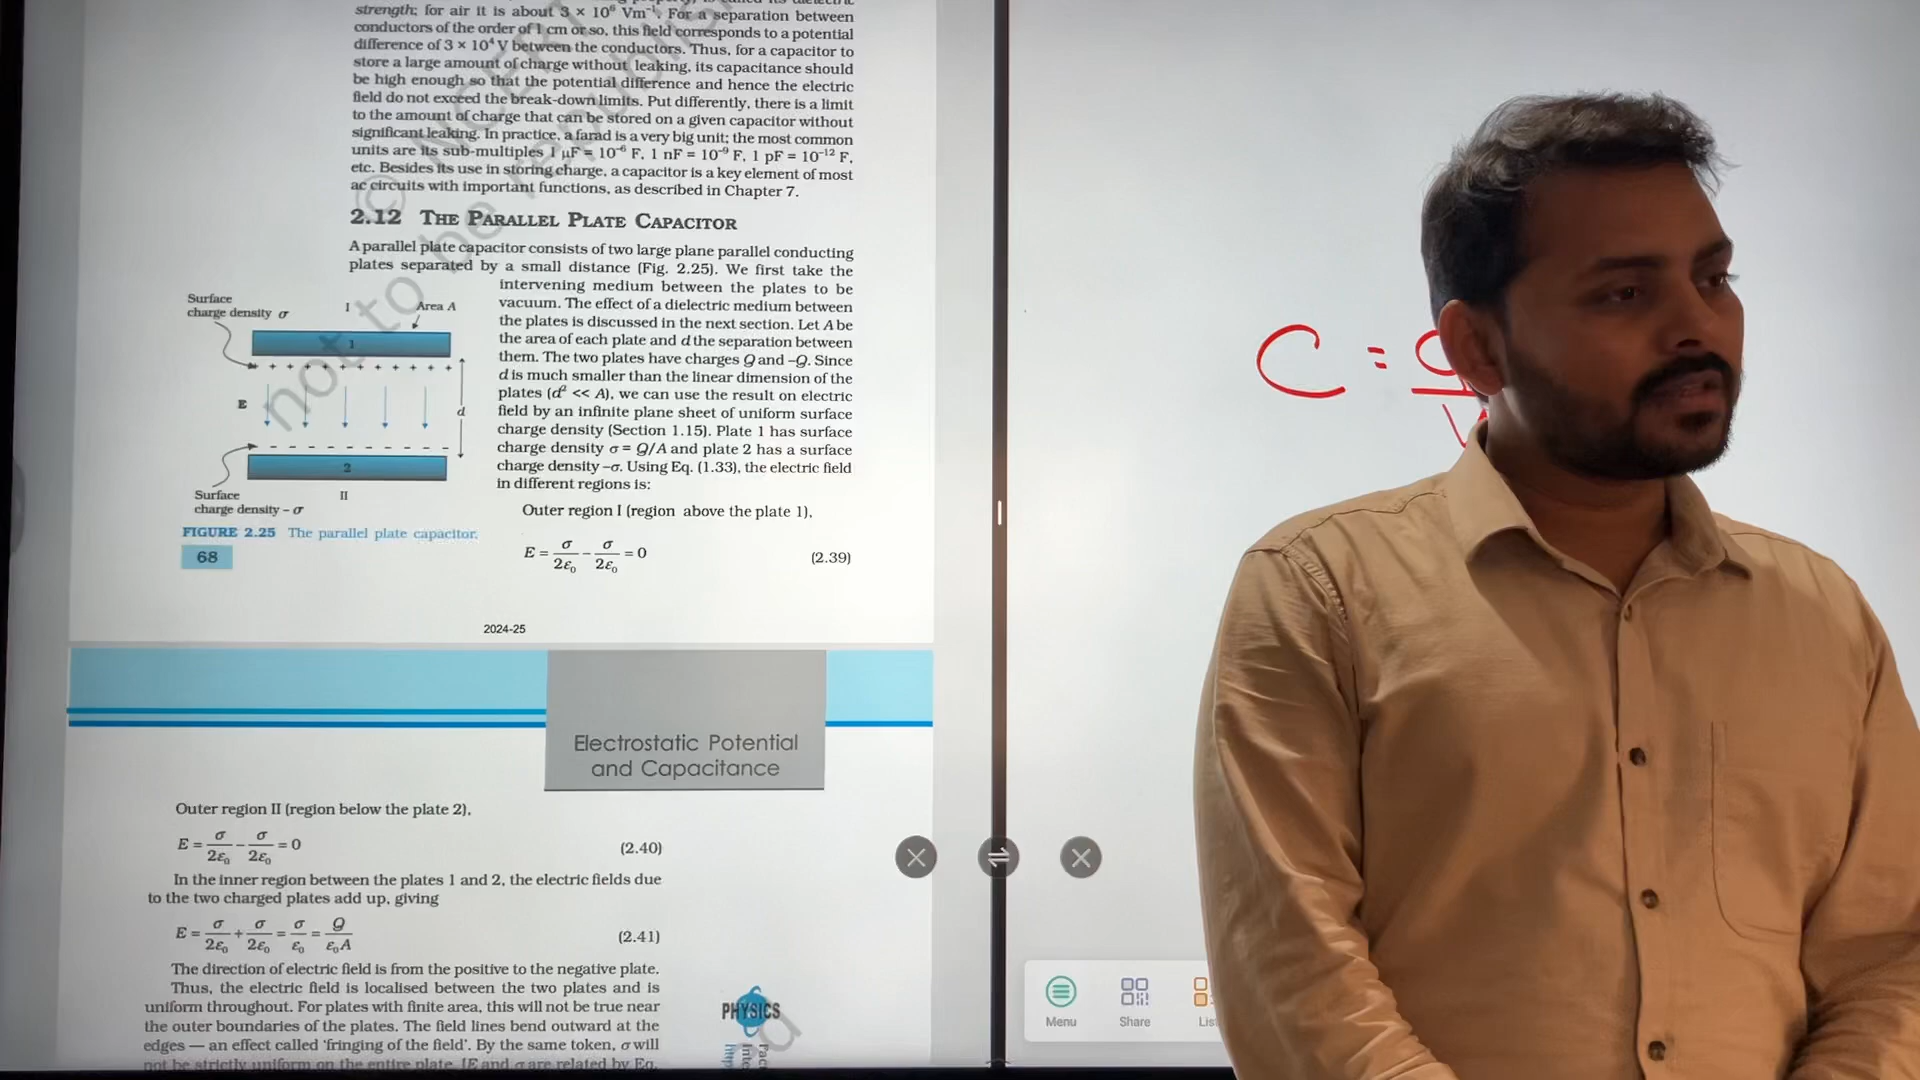 strength; for air it is about 3 × 10⁶ Vm⁻¹. For a separation between
conductors of the order of 1 cm or so, this field corresponds to a potential
difference of 3 × 10⁴ V between the conductors. Thus, for a capacitor to
store a large amount of charge without leaking, its capacitance should
be high enough so that the potential difference and hence the electric
field do not exceed the break-down limits. Put differently, there is a limit
to the amount of charge that can be stored on a given capacitor without
significant leaking. In practice, a farad is a very big unit; the most common
units are its sub-multiples 1 μF = 10⁻⁶ F, 1 nF = 10⁻⁹ F, 1 pF = 10⁻¹² F,
etc. Besides its use in storing charge, a capacitor is a key element of most
ac circuits with important functions, as described in Chapter 7.
2.12 THE PARALLEL PLATE CAPACITOR
A parallel plate capacitor consists of two large plane parallel conducting
plates separated by a small distance (Fig. 2.25). We first take the
intervening medium between the plates to be
vacuum. The effect of a dielectric medium between
the plates is discussed in the next section. Let A be
the area of each plate and d the separation between
them. The two plates have charges Q and –Q. Since
d is much smaller than the linear dimension of the
plates (d² << A), we can use the result on electric
field by an infinite plane sheet of uniform surface
charge density (Section 1.15). Plate 1 has surface
charge density σ = Q/A and plate 2 has a surface
charge density –σ. Using Eq. (1.33), the electric field
in different regions is:
Surface
charge density σ
I
Area A
1
E
d
2
Surface
charge density – σ
II
FIGURE 2.25 The parallel plate capacitor.
68
Outer region I (region above the plate 1),
E = σ/2ε₀ − σ/2ε₀ = 0 (2.39)
2024-25
Electrostatic Potential
and Capacitance
Outer region II (region below the plate 2),
E = σ/2ε₀ − σ/2ε₀ = 0 (2.40)
In the inner region between the plates 1 and 2, the electric fields due
to the two charged plates add up, giving
E = σ/2ε₀ + σ/2ε₀ = σ/ε₀ = Q/ε₀A (2.41)
The direction of electric field is from the positive to the negative plate.
Thus, the electric field is localised between the two plates and is
uniform throughout. For plates with finite area, this will not be true near
the outer boundaries of the plates. The field lines bend outward at the
edges — an effect called 'fringing of the field'. By the same token, σ will
not be strictly uniform on the entire plate. [E and σ are related by Eq.
PHYSICS
© NCERT
not to be republis
C =
Menu
Share